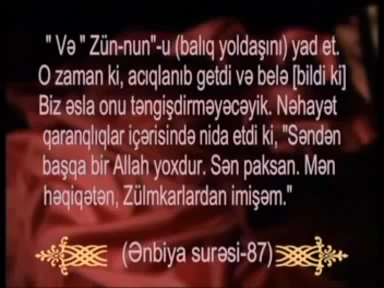 " Və " Zün-nun"-u (balıq yoldaşını) yad et.
O zaman ki, acıqlanıb getdi və belə [bildi ki]
Biz əsla onu təngişdirməyəcəyik. Nəhayət
qaranqlıqlar içərisində nida etdi ki, "Səndən
başqa bir Allah yoxdur. Sən paksan. Mən
həqiqətən, Zülmkarlardan imişəm."
(Ənbiya surəsi-87)